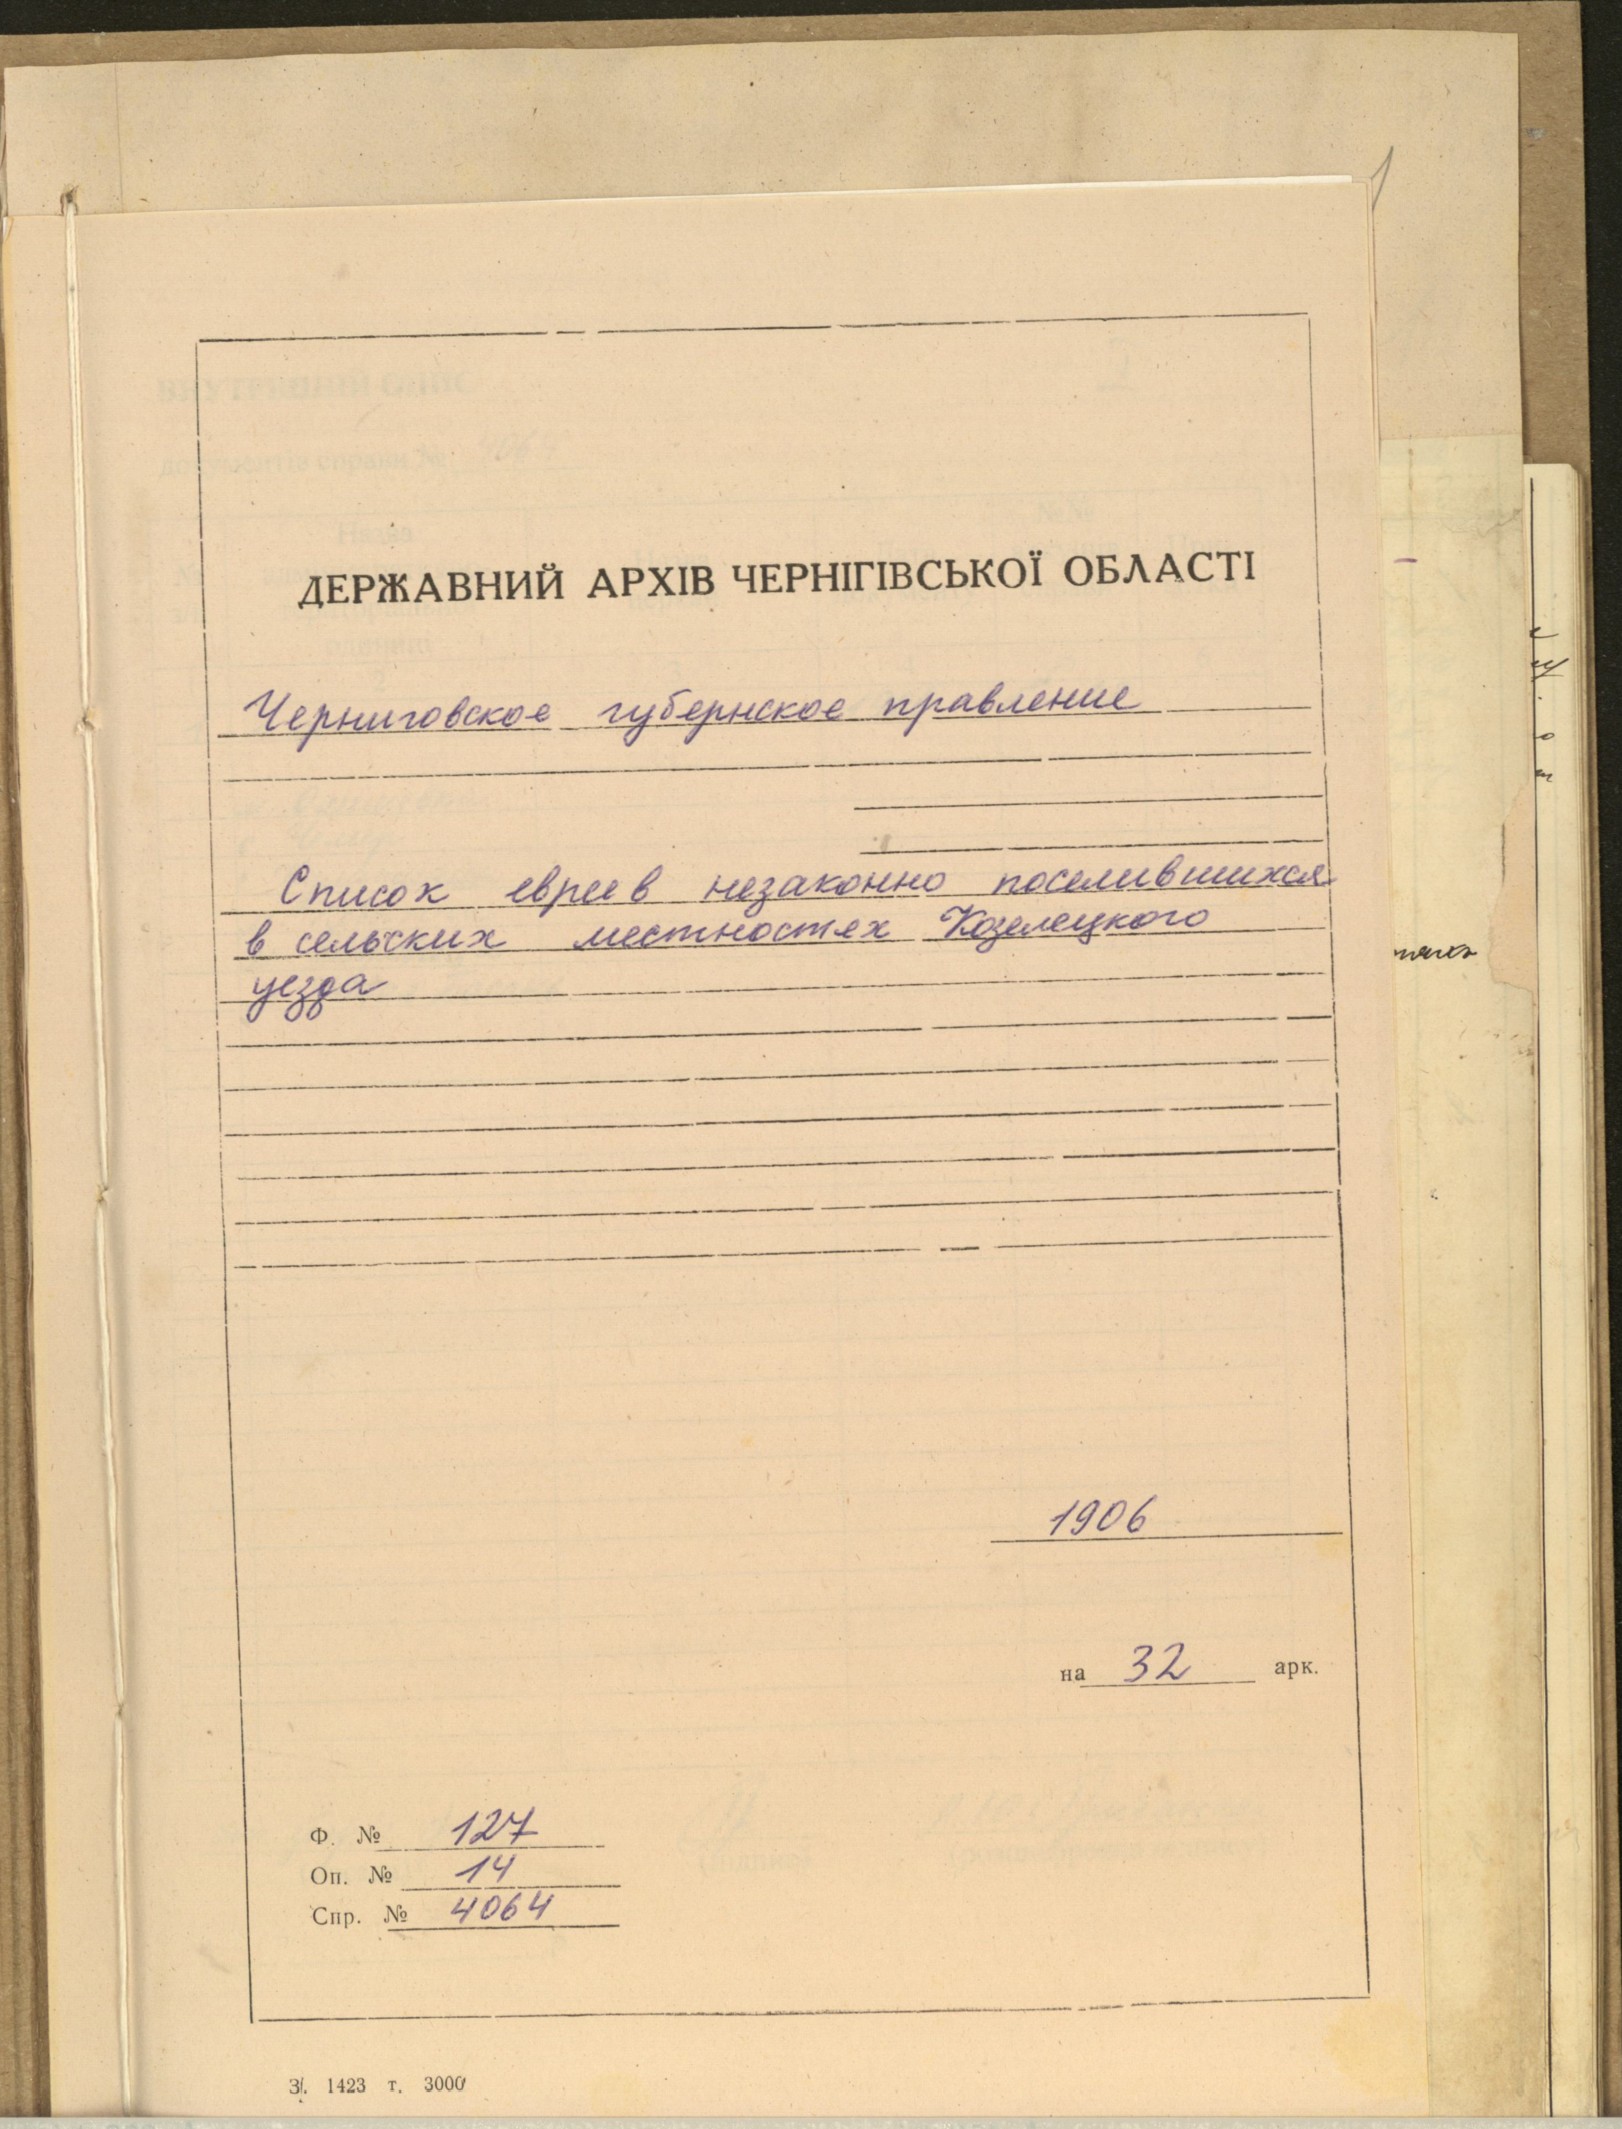 ДЕРЖАВНИЙ АРХІВ ЧЕРНІГІВСЬКОЇ ОБЛАСТІ
Черниговское губернское правление
Список евреев незаконно поселившихся
в сельских местностях Козелецкого
уезда
1906
на 32 арк.
Ф. № 127
Оп. № 14
Спр. № 4064
З. 1423 т. 3000